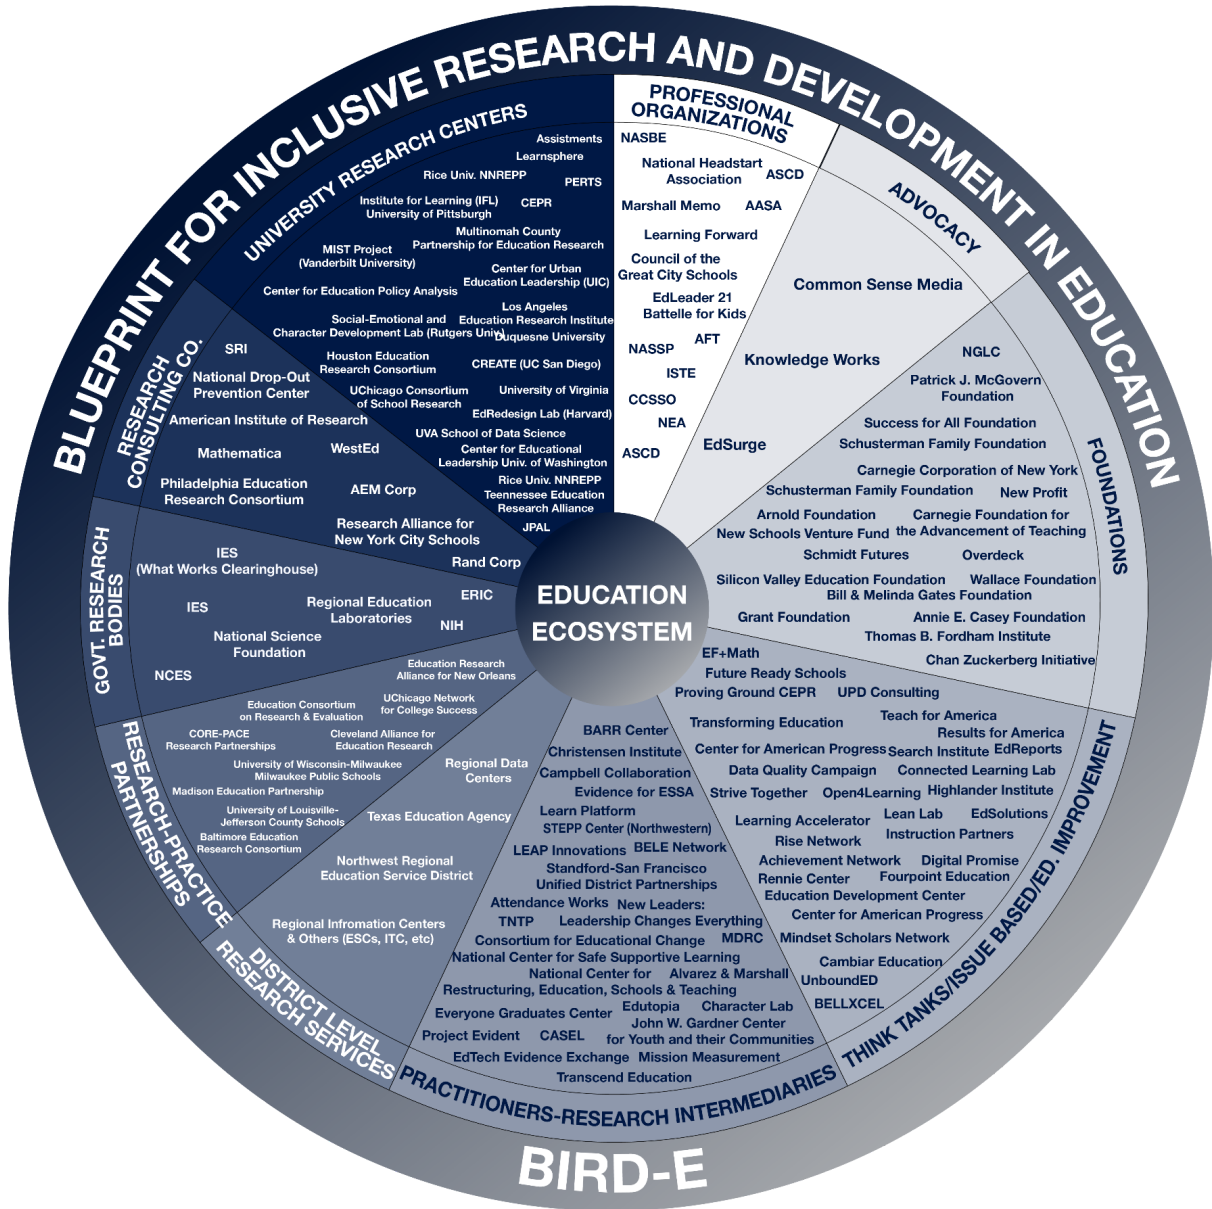 BLUEPRINT FOR INCLUSIVE RESEARCH AND DEVELOPMENT IN EDUCATION
PROFESSIONAL
ORGANIZATIONS
NASBE
National Headstart
Association
ASCD
Marshall Memo
AASA
Learning Forward
Council of the
Great City Schools
EdLeader 21
Battelle for Kids
AFT
NASSP
ISTE
CCSSO
NEA
ASCD
ADVOCACY
Common Sense Media
Knowledge Works
EdSurge
FOUNDATIONS
NGLC
Patrick J. McGovern
Foundation
Success for All Foundation
Schusterman Family Foundation
Carnegie Corporation of New York
Schusterman Family Foundation
New Profit
Arnold Foundation
Carnegie Foundation for
the Advancement of Teaching
New Schools Venture Fund
Schmidt Futures
Overdeck
Silicon Valley Education Foundation
Wallace Foundation
Bill & Melinda Gates Foundation
Grant Foundation
Annie E. Casey Foundation
Thomas B. Fordham Institute
Chan Zuckerberg Initiative
THINK TANKS/ISSUE BASED/ED. IMPROVEMENT
EF+Math
Future Ready Schools
Proving Ground CEPR
UPD Consulting
Transforming Education
Teach for America
Results for America
Center for American Progress
Search Institute
EdReports
Data Quality Campaign
Connected Learning Lab
Strive Together
Open4Learning
Highlander Institute
Learning Accelerator
Lean Lab
EdSolutions
Rise Network
Instruction Partners
Achievement Network
Digital Promise
Rennie Center
Fourpoint Education
Education Development Center
Center for American Progress
Mindset Scholars Network
Cambiar Education
UnboundED
BELLXCEL
PRACTITIONERS-RESEARCH INTERMEDIARIES
BARR Center
Christensen Institute
Campbell Collaboration
Evidence for ESSA
Learn Platform
STEPP Center (Northwestern)
LEAP Innovations
BELE Network
Standford-San Francisco
Unified District Partnerships
Attendance Works
New Leaders:
Leadership Changes Everything
TNTP
Consortium for Educational Change
MDRC
National Center for Safe Supportive Learning
National Center for
Restructuring, Education, Schools & Teaching
Alvarez & Marshall
Edutopia
Character Lab
Everyone Graduates Center
John W. Gardner Center
for Youth and their Communities
Project Evident
CASEL
EdTech Evidence Exchange
Mission Measurement
Transcend Education
DISTRICT LEVEL
RESEARCH SERVICES
Regional Data
Centers
Texas Education Agency
Northwest Regional
Education Service District
Regional Infromation Centers
& Others (ESCs, ITC, etc)
RESEARCH-PRACTICE
PARTNERSHIPS
Education Research
Alliance for New Orleans
UChicago Network
for College Success
Education Consortium
on Research & Evaluation
CORE-PACE
Research Partnerships
Cleveland Alliance for
Education Research
University of Wisconsin-Milwaukee
Milwaukee Public Schools
Madison Education Partnership
University of Louisville-
Jefferson County Schools
Baltimore Education
Research Consortium
GOVT. RESEARCH
BODIES
IES
(What Works Clearinghouse)
ERIC
IES
Regional Education
Laboratories
NIH
National Science
Foundation
NCES
RESEARCH
CONSULTING CO.
SRI
National Drop-Out
Prevention Center
American Institute of Research
Mathematica
WestEd
Philadelphia Education
Research Consortium
AEM Corp
Research Alliance for
New York City Schools
Rand Corp
UNIVERSITY RESEARCH CENTERS
Assistments
Learnsphere
Rice Univ. NNREPP
PERTS
Institute for Learning (IFL)
University of Pittsburgh
CEPR
Multinomah County
Partnership for Education Research
MIST Project
(Vanderbilt University)
Center for Urban
Education Leadership (UIC)
Center for Education Policy Analysis
Los Angeles
Education Research Institute
Social-Emotional and
Character Development Lab (Rutgers Univ)
Duquesne University
Houston Education
Research Consortium
CREATE (UC San Diego)
UChicago Consortium
of School Research
University of Virginia
EdRedesign Lab (Harvard)
UVA School of Data Science
Center for Educational
Leadership Univ. of Washington
Rice Univ. NNREPP
Teennessee Education
Research Alliance
JPAL
EDUCATION
ECOSYSTEM
BIRD-E